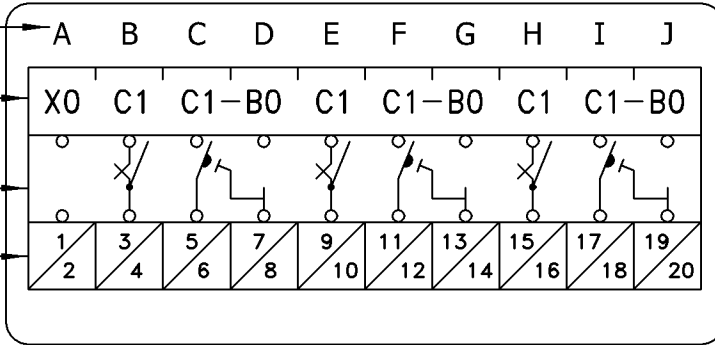 A B C D E F G H I J
X0 C1 C1-B0 C1 C1-B0 C1 C1-B0
1 3 5 7 9 11 13 15 17 19
2 4 6 8 10 12 14 16 18 20